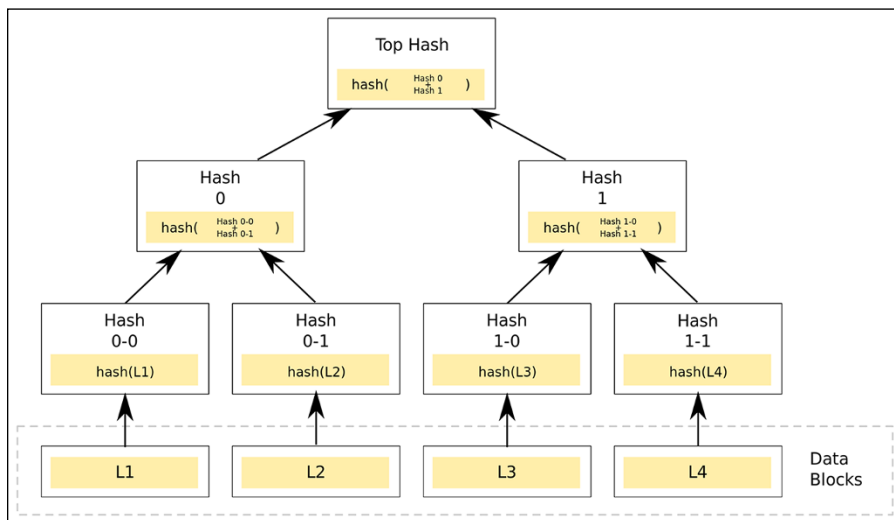 Top Hash
hash( Hash 0 + Hash 1 )
Hash
0
hash( Hash 0-0 + Hash 0-1 )
Hash
1
hash( Hash 1-0 + Hash 1-1 )
Hash
0-0
hash(L1)
Hash
0-1
hash(L2)
Hash
1-0
hash(L3)
Hash
1-1
hash(L4)
L1
L2
L3
L4
Data
Blocks